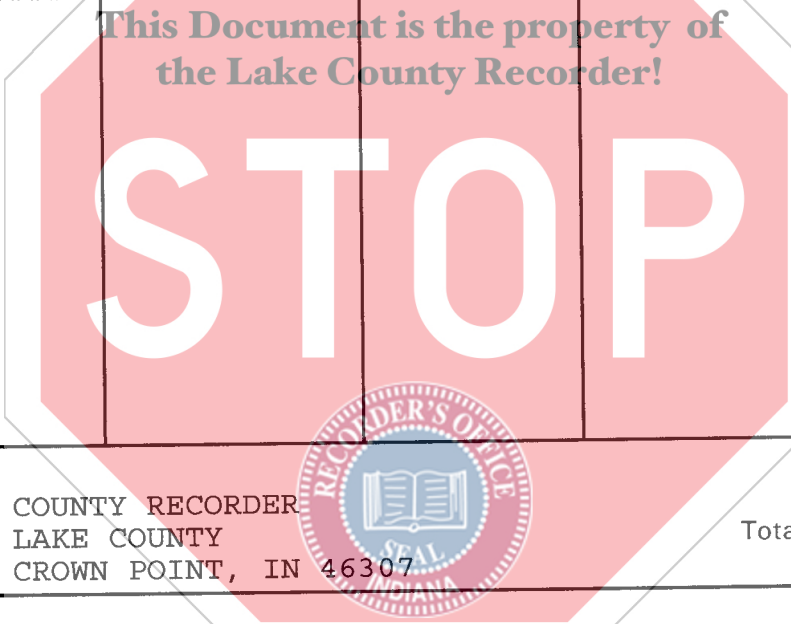 This Document is the property of
the Lake County Recorder!
STOP
RECORDER'S OFFICE
SEAL
INDIANA
COUNTY RECORDER
LAKE COUNTY
CROWN POINT, IN 46307
Tota